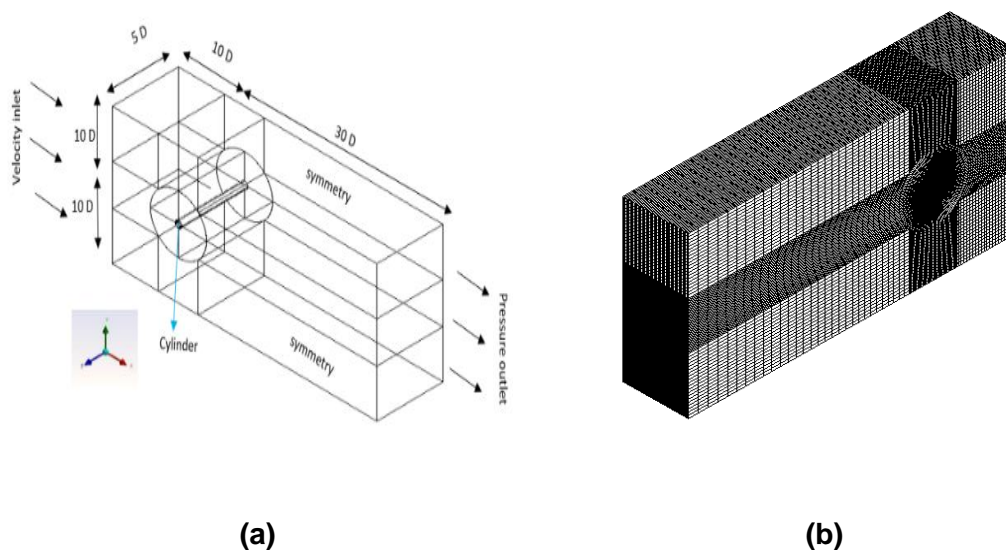 5 D
10 D
30 D
Velocity inlet
10 D
10 D
symmetry
symmetry
Pressure outlet
Cylinder
(a)
(b)